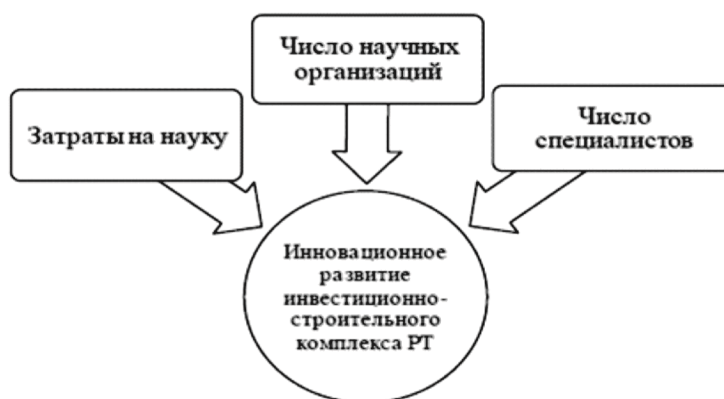 Число научных
организаций
Затраты на науку
Число
специалистов
Инновационное
развитие
инвестиционно-
строительного
комплекса РТ